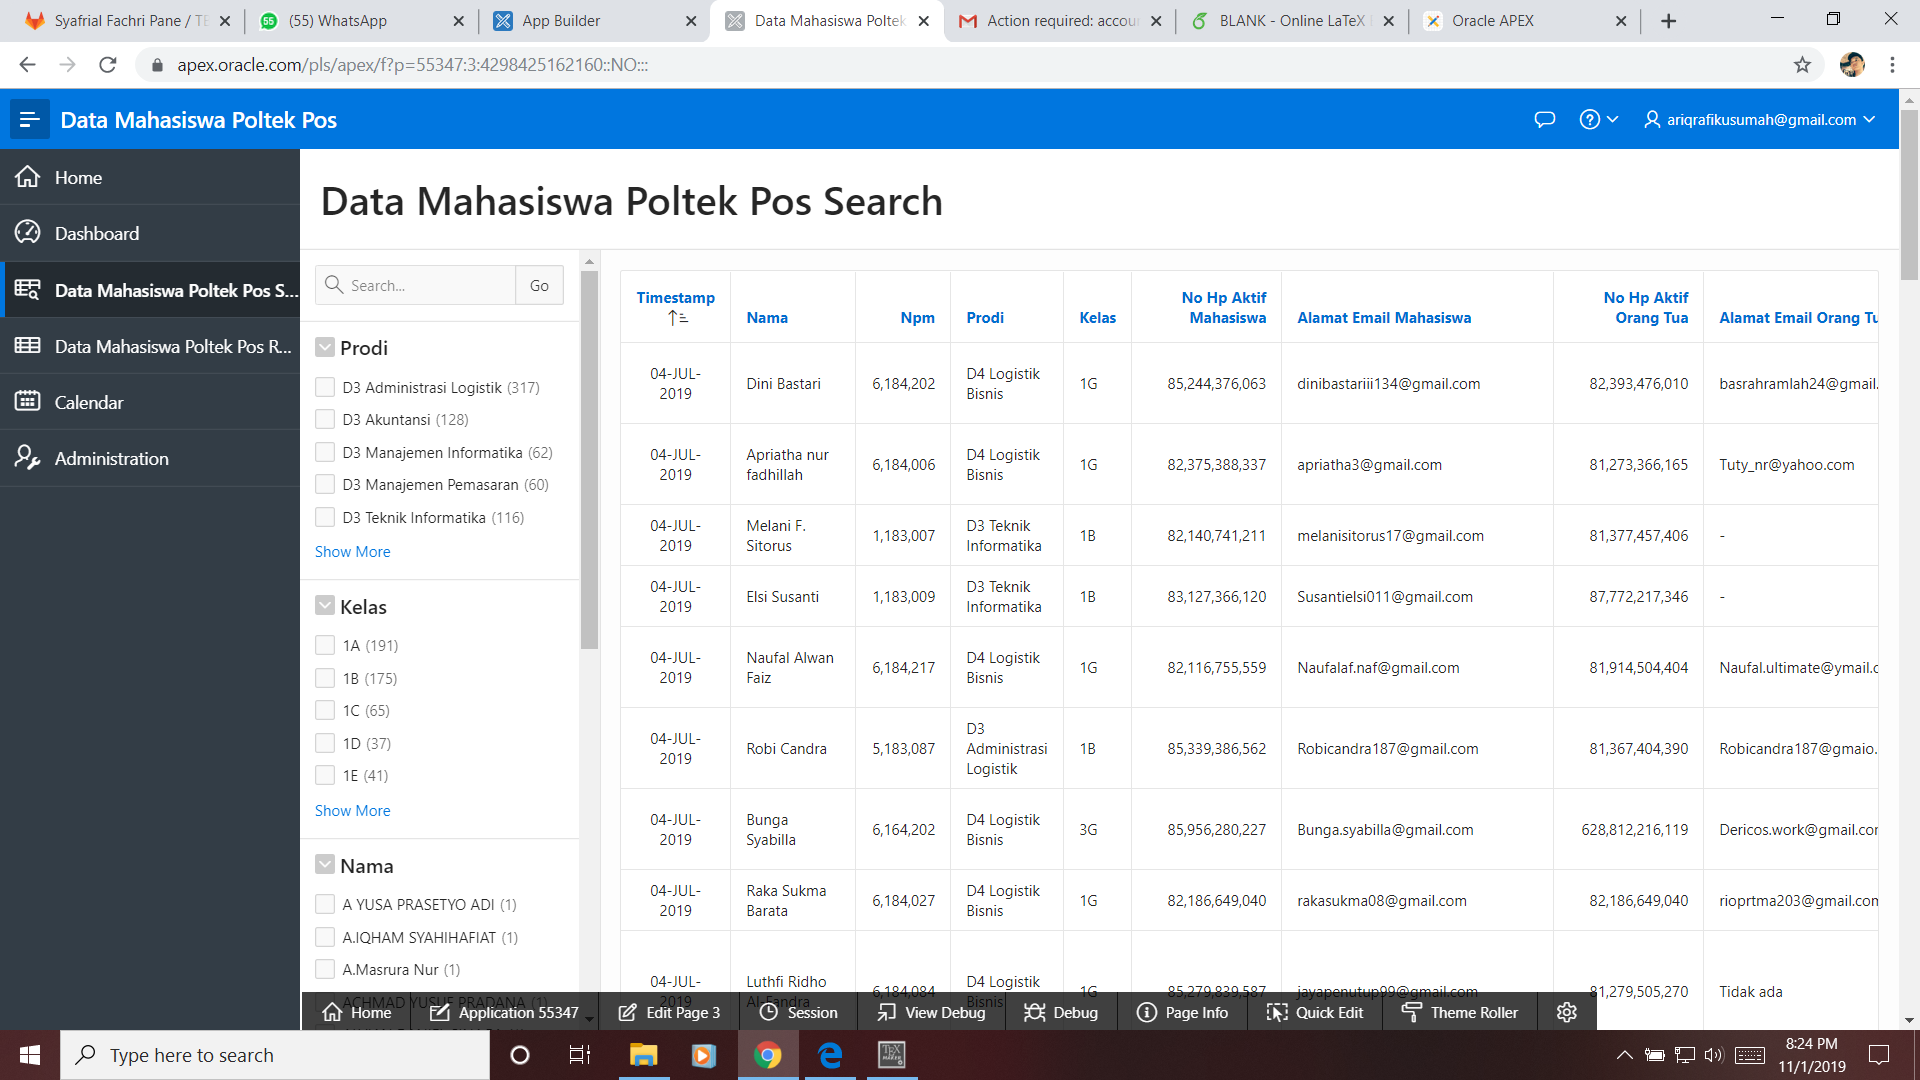 Syafrial Fachri Pane / TE
(55) WhatsApp
App Builder
Data Mahasiswa Poltek
Action required: accou
BLANK - Online LaTeX
Oracle APEX
apex.oracle.com/pls/apex/f?p=55347:3:4298425162160::NO:::
Data Mahasiswa Poltek Pos
ariqrafikusumah@gmail.com
Home
Dashboard
Data Mahasiswa Poltek Pos S...
Data Mahasiswa Poltek Pos R...
Calendar
Administration
Data Mahasiswa Poltek Pos Search
Search...
Go
Prodi
D3 Administrasi Logistik (317)
D3 Akuntansi (128)
D3 Manajemen Informatika (62)
D3 Manajemen Pemasaran (60)
D3 Teknik Informatika (116)
Show More
Kelas
1A (191)
1B (175)
1C (65)
1D (37)
1E (41)
Show More
Nama
A YUSA PRASETYO ADI (1)
A.IQHAM SYAHIHAFIAT (1)
A.Masrura Nur (1)
ACHMAD YUSUF PRADANA (1)
Timestamp Nama Npm Prodi Kelas No Hp Aktif Mahasiswa Alamat Email Mahasiswa No Hp Aktif Orang Tua Alamat Email Orang Tu
04-JUL-2019 Dini Bastari 6,184,202 D4 Logistik Bisnis 1G 85,244,376,063 dinibastariii134@gmail.com 82,393,476,010 basrahramlah24@gmail.
04-JUL-2019 Apriatha nur fadhillah 6,184,006 D4 Logistik Bisnis 1G 82,375,388,337 apriatha3@gmail.com 81,273,366,165 Tuty_nr@yahoo.com
04-JUL-2019 Melani F. Sitorus 1,183,007 D3 Teknik Informatika 1B 82,140,741,211 melanisitorus17@gmail.com 81,377,457,406 -
04-JUL-2019 Elsi Susanti 1,183,009 D3 Teknik Informatika 1B 83,127,366,120 Susantielsi011@gmail.com 87,772,217,346 -
04-JUL-2019 Naufal Alwan Faiz 6,184,217 D4 Logistik Bisnis 1G 82,116,755,559 Naufalaf.naf@gmail.com 81,914,504,404 Naufal.ultimate@ymail.c
04-JUL-2019 Robi Candra 5,183,087 D3 Administrasi Logistik 1B 85,339,386,562 Robicandra187@gmail.com 81,367,404,390 Robicandra187@gmaio.
04-JUL-2019 Bunga Syabilla 6,164,202 D4 Logistik Bisnis 3G 85,956,280,227 Bunga.syabilla@gmail.com 628,812,216,119 Dericos.work@gmail.com
04-JUL-2019 Raka Sukma Barata 6,184,027 D4 Logistik Bisnis 1G 82,186,649,040 rakasukma08@gmail.com 82,186,649,040 rioprtma203@gmail.com
04-JUL-2019 Luthfi Ridho Al-Fandra 6,184,084 D4 Logistik Bisnis 1G 85,279,839,587 jayapenutup99@gmail.com 81,279,505,270 Tidak ada
Home
Application 55347
Edit Page 3
Session
View Debug
Debug
Page Info
Quick Edit
Theme Roller
Type here to search
8:24 PM
11/1/2019